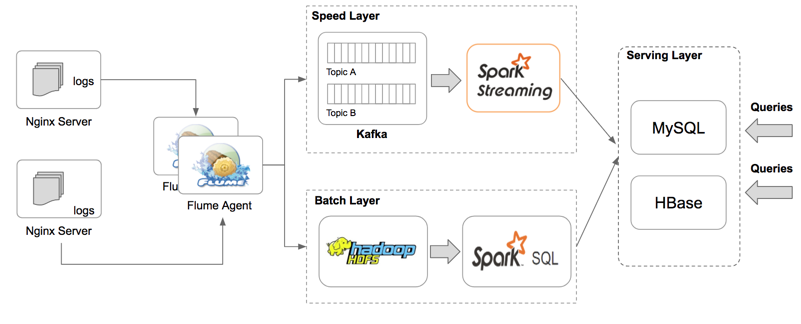 Speed Layer
logs
Nginx Server
Topic A
Topic B
Kafka
Spark
Streaming
Serving Layer
MySQL
Queries
HBase
Queries
Flu
FLUME
Flume Agent
logs
Nginx Server
Batch Layer
hadoop
HDFS
Spark SQL